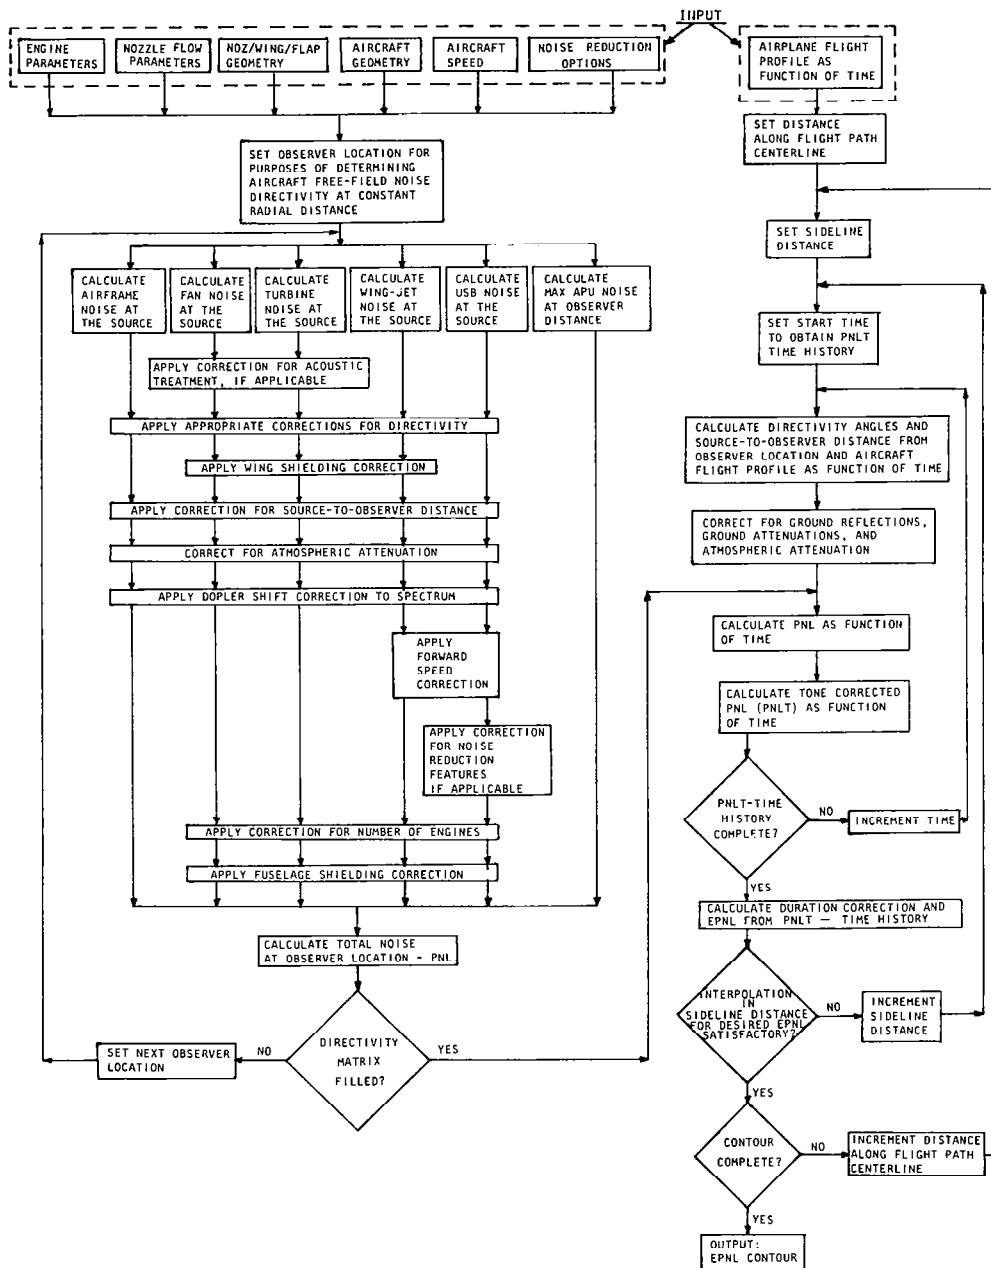 INPUT
ENGINE
PARAMETERS
NOZZLE FLOW
PARAMETERS
NOZ/WING/FLAP
GEOMETRY
AIRCRAFT
GEOMETRY
AIRCRAFT
SPEED
NOISE REDUCTION
OPTIONS
AIRPLANE FLIGHT
PROFILE AS
FUNCTION OF TIME
SET OBSERVER LOCATION FOR
PURPOSES OF DETERMINING
AIRCRAFT FREE-FIELD NOISE
DIRECTIVITY AT CONSTANT
RADIAL DISTANCE
CALCULATE
AIRFRAME
NOISE AT
THE SOURCE
CALCULATE
FAN NOISE
AT THE
SOURCE
CALCULATE
TURBINE
NOISE AT
THE SOURCE
CALCULATE
WING-JET
NOISE AT
THE SOURCE
CALCULATE
USB NOISE
AT THE
SOURCE
CALCULATE
MAX APU NOISE
AT OBSERVER
DISTANCE
APPLY CORRECTION FOR ACOUSTIC
TREATMENT, IF APPLICABLE
APPLY APPROPRIATE CORRECTIONS FOR DIRECTIVITY
APPLY WING SHIELDING CORRECTION
APPLY CORRECTION FOR SOURCE-TO-OBSERVER DISTANCE
CORRECT FOR ATMOSPHERIC ATTENUATION
APPLY DOPLER SHIFT CORRECTION TO SPECTRUM
APPLY
FORWARD
SPEED
CORRECTION
APPLY CORRECTION
FOR NOISE
REDUCTION
FEATURES
IF APPLICABLE
APPLY CORRECTION FOR NUMBER OF ENGINES
APPLY FUSELAGE SHIELDING CORRECTION
CALCULATE TOTAL NOISE
AT OBSERVER LOCATION - PNL
DIRECTIVITY
MATRIX
FILLED?
NO
YES
SET NEXT OBSERVER
LOCATION
SET DISTANCE
ALONG FLIGHT PATH
CENTERLINE
SET SIDELINE
DISTANCE
SET START TIME
TO OBTAIN PNLT
TIME HISTORY
CALCULATE DIRECTIVITY ANGLES AND
SOURCE-TO-OBSERVER DISTANCE FROM
OBSERVER LOCATION AND AIRCRAFT
FLIGHT PROFILE AS FUNCTION OF TIME
CORRECT FOR GROUND REFLECTIONS,
GROUND ATTENUATIONS, AND
ATMOSPHERIC ATTENUATION
CALCULATE PNL AS FUNCTION
OF TIME
CALCULATE TONE CORRECTED
PNL (PNLT) AS FUNCTION
OF TIME
PNLT-TIME
HISTORY
COMPLETE?
NO
INCREMENT TIME
YES
CALCULATE DURATION CORRECTION AND
EPNL FROM PNLT — TIME HISTORY
INTERPOLATION
IN
SIDELINE DISTANCE
FOR DESIRED EPNL
SATISFACTORY?
NO
INCREMENT
SIDELINE
DISTANCE
YES
CONTOUR
COMPLETE?
NO
INCREMENT DISTANCE
ALONG FLIGHT PATH
CENTERLINE
YES
OUTPUT:
EPNL CONTOUR